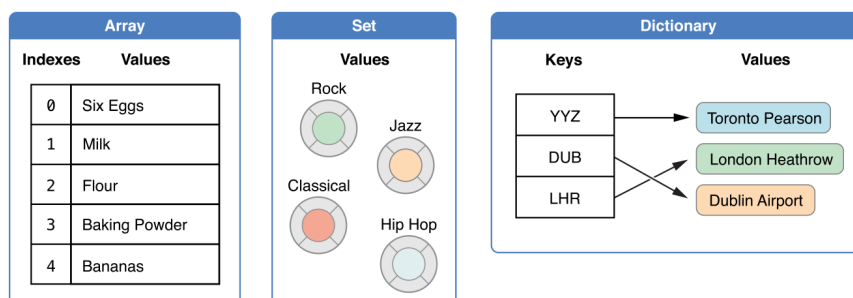 Array
Indexes Values
0 Six Eggs
1 Milk
2 Flour
3 Baking Powder
4 Bananas
Set
Values
Rock
Jazz
Classical
Hip Hop
Dictionary
Keys Values
YYZ Toronto Pearson
DUB London Heathrow
LHR Dublin Airport